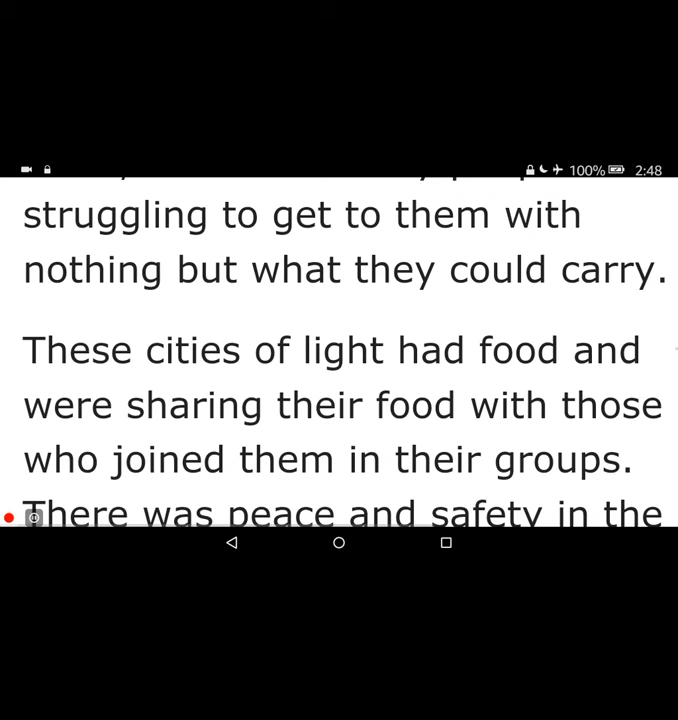 100% 2:48
struggling to get to them with
nothing but what they could carry.
These cities of light had food and
were sharing their food with those
who joined them in their groups.
There was peace and safety in the